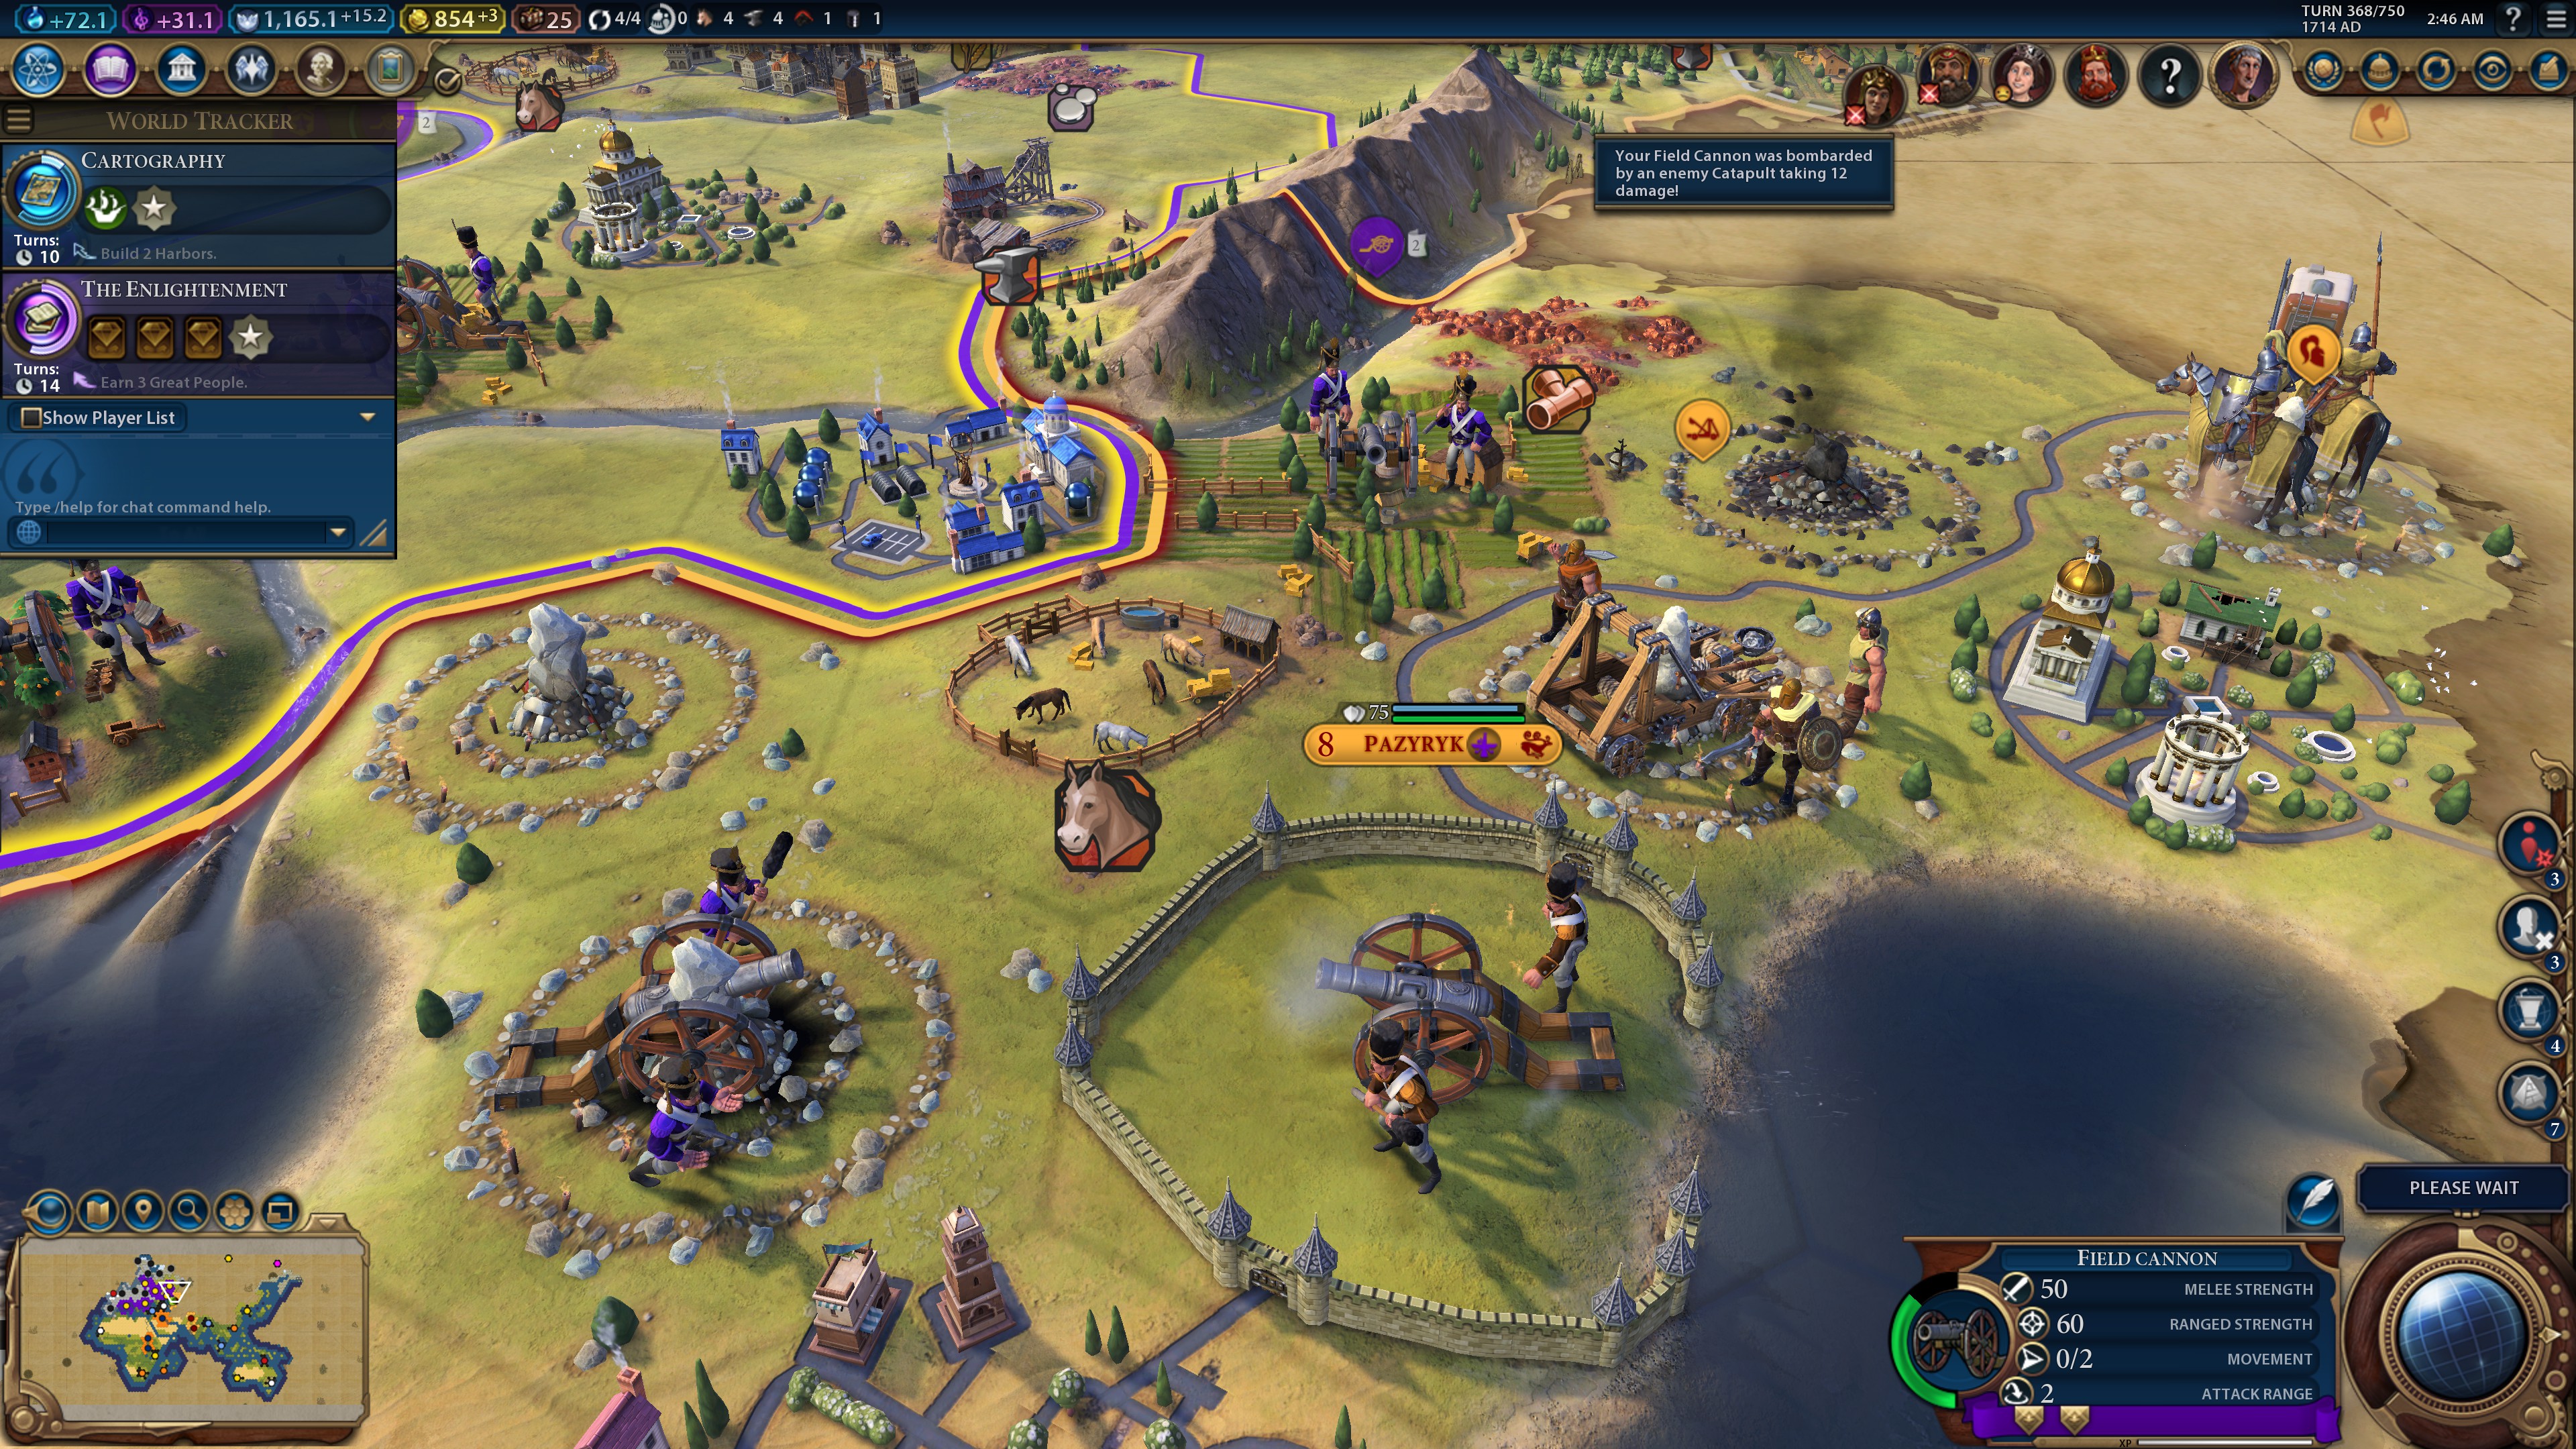 +72.1 +31.1 1,165.1 +15.2 854 +3 25 4/4 0 4 4 1 1
TURN 368/750
1714 AD
2:46 AM
?
WORLD TRACKER
2
CARTOGRAPHY
Turns:
10
Build 2 Harbors.
THE ENLIGHTENMENT
Turns:
14
Earn 3 Great People.
Show Player List
Type /help for chat command help.
?
Your Field Cannon was bombarded
by an enemy Catapult taking 12
damage!
2
75
8 PAZYRYK
3
3
4
7
PLEASE WAIT
FIELD CANNON
50 MELEE STRENGTH
60 RANGED STRENGTH
0/2 MOVEMENT
2 ATTACK RANGE
XP